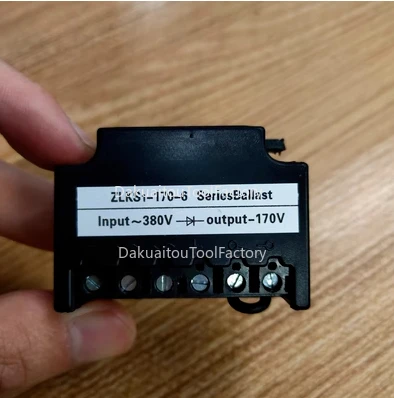 ZLKS1-170-6 SeriesBallast
Input~380V output-170V
DakuaitouToolFactory